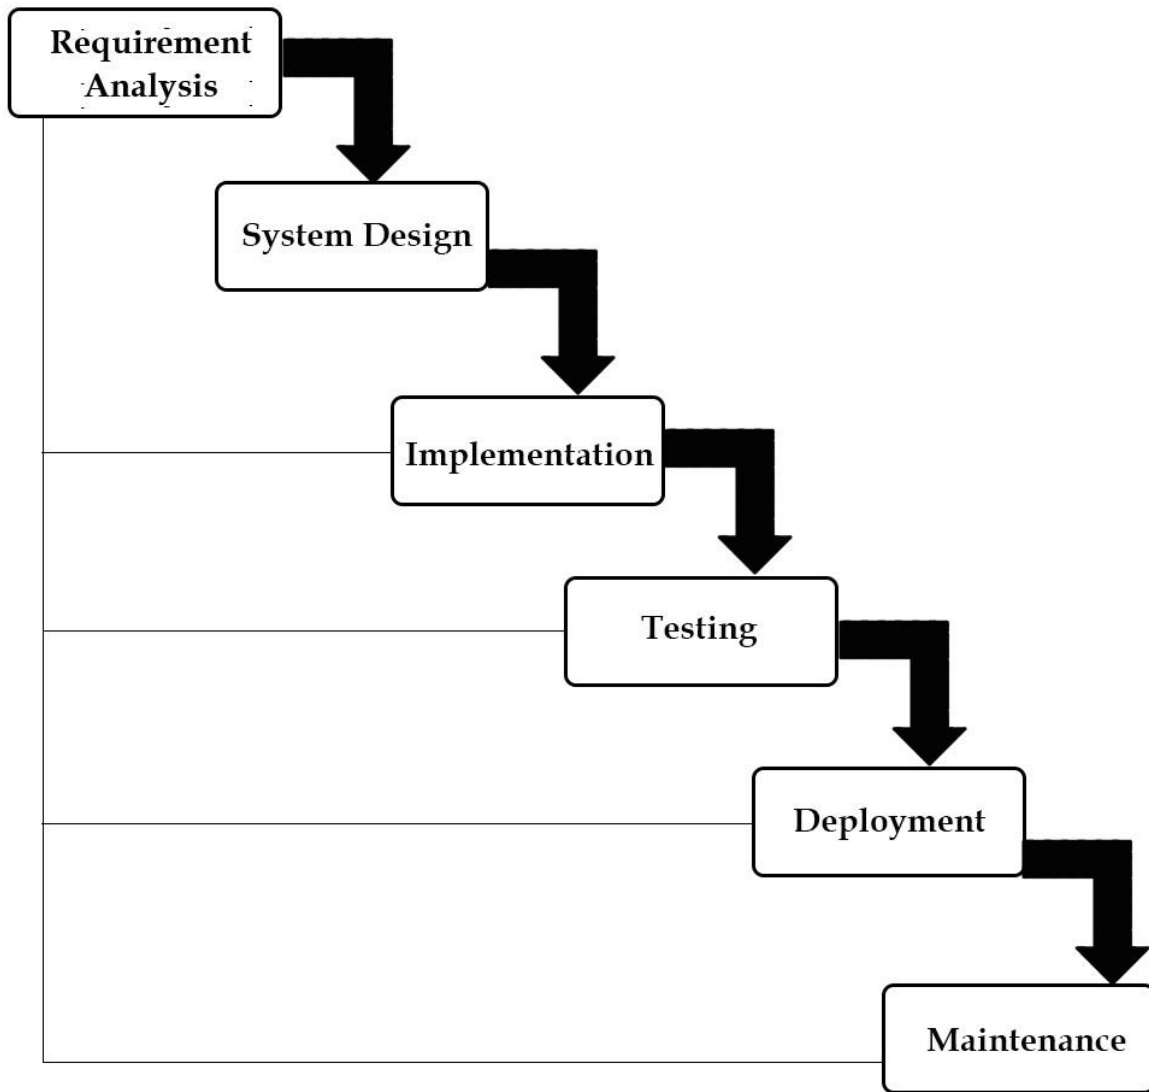 Requirement
Analysis
System Design
Implementation
Testing
Deployment
Maintenance